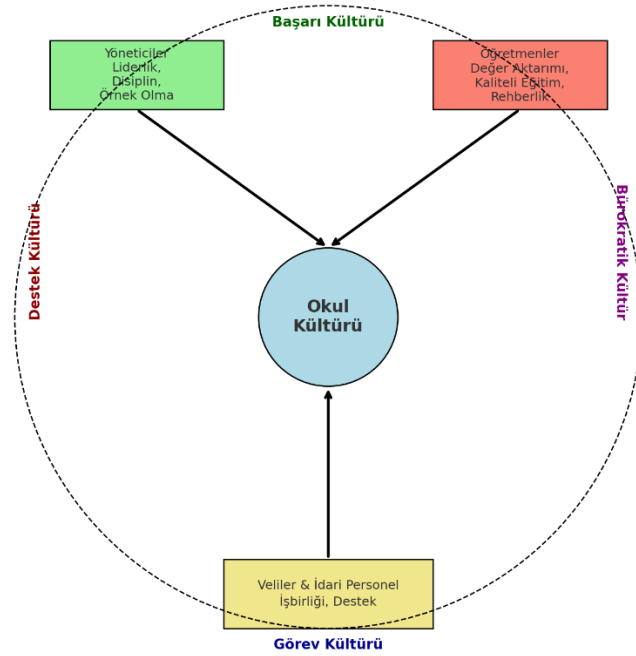 Başarı Kültürü
Yöneticiler
Liderlik,
Disiplin,
Örnek Olma
Öğretmenler
Değer Aktarımı,
Kaliteli Eğitim,
Rehberlik
Destek Kültürü
Bürokratik Kültür
Okul
Kültürü
Veliler & İdari Personel
İşbirliği, Destek
Görev Kültürü